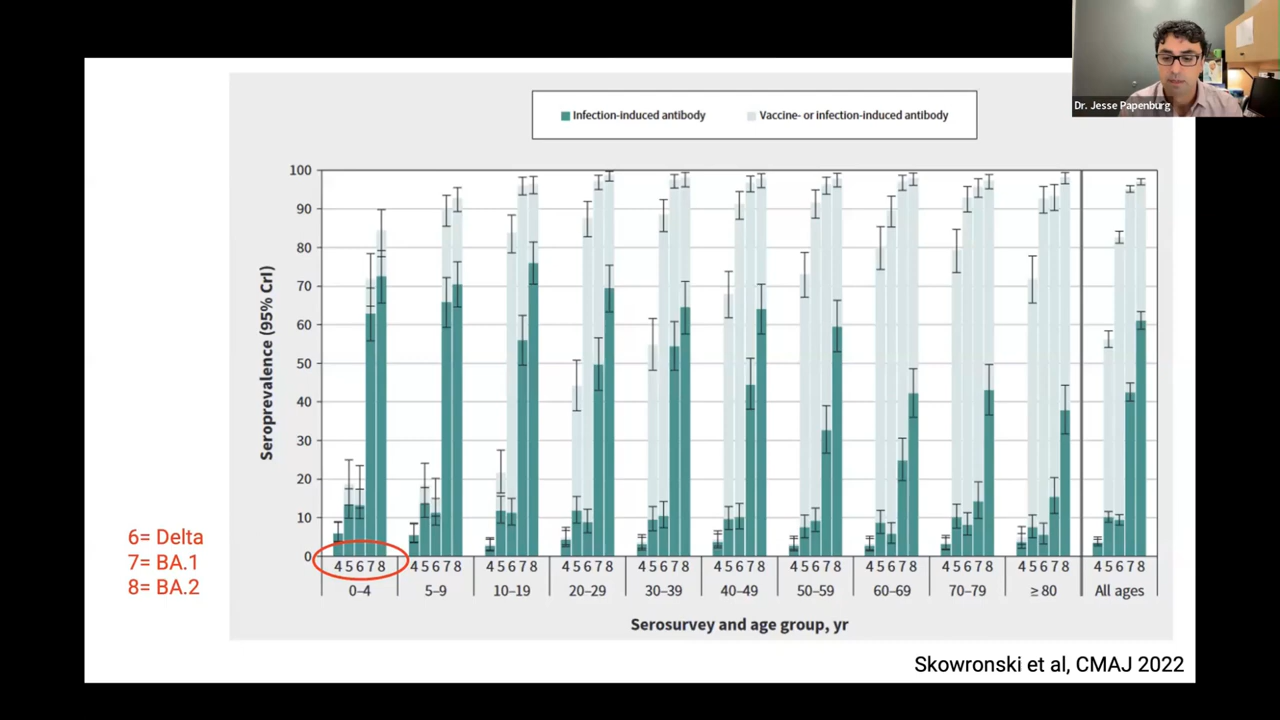 Dr. Jesse Papenburg
Infection-induced antibody
Vaccine- or infection-induced antibody
Seroprevalence (95% CrI)
100
90
80
70
60
50
40
30
20
10
0
4 5 6 7 8 4 5 6 7 8 4 5 6 7 8 4 5 6 7 8 4 5 6 7 8 4 5 6 7 8 4 5 6 7 8 4 5 6 7 8 4 5 6 7 8 4 5 6 7 8 4 5 6 7 8
0–4 5–9 10–19 20–29 30–39 40–49 50–59 60–69 70–79 ≥ 80 All ages
Serosurvey and age group, yr
6= Delta
7= BA.1
8= BA.2
Skowronski et al, CMAJ 2022